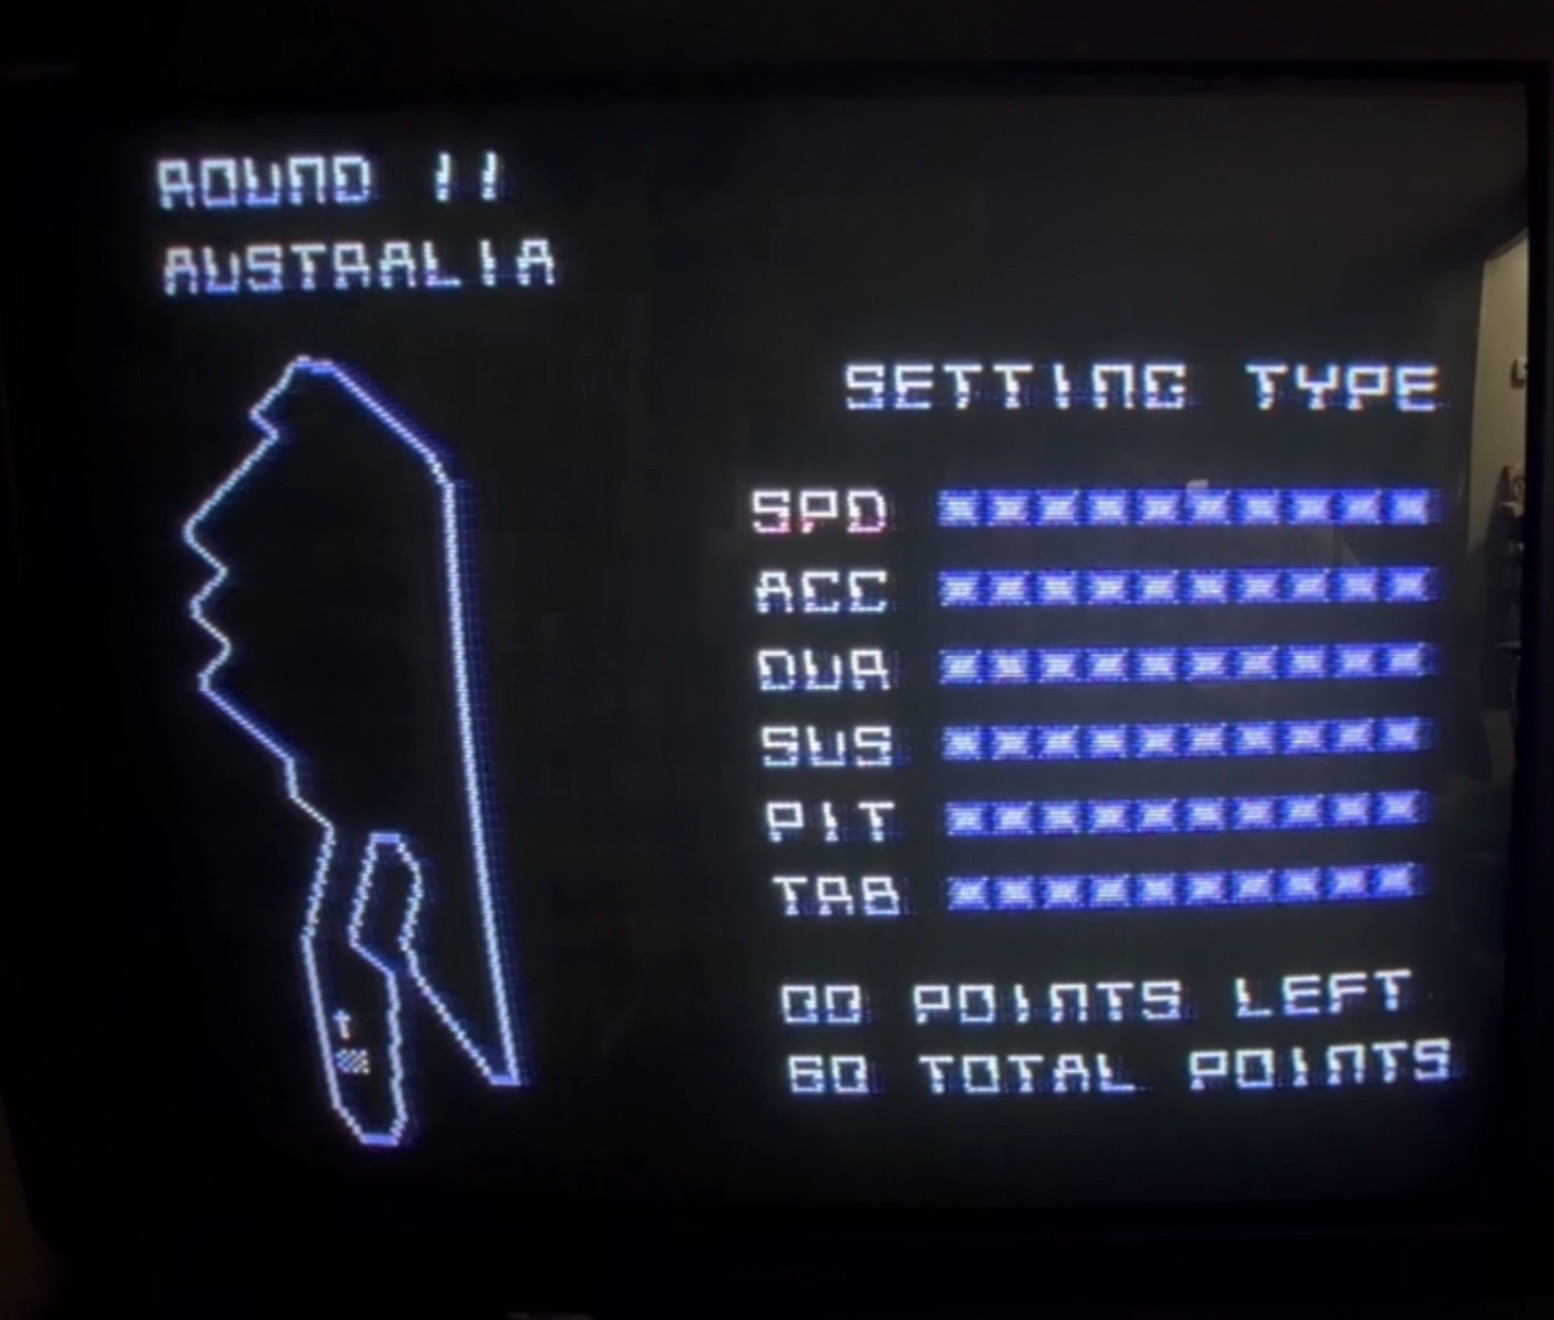 ROUND 11
AUSTRALIA
SETTING TYPE
SPD
ACC
DUR
SUS
PIT
TAB
00 POINTS LEFT
60 TOTAL POINTS